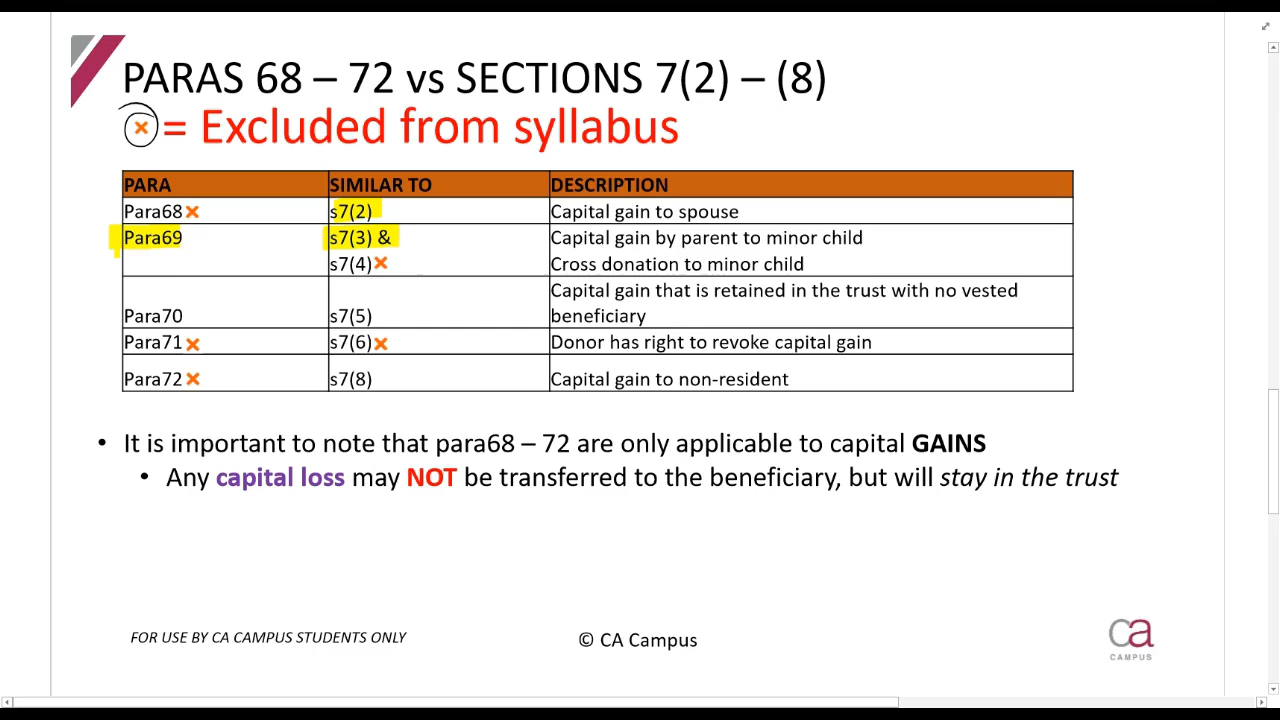 PARAS 68 – 72 vs SECTIONS 7(2) – (8)
× = Excluded from syllabus
PARA SIMILAR TO DESCRIPTION
Para68 × s7(2) Capital gain to spouse
Para69 s7(3) & Capital gain by parent to minor child
s7(4) × Cross donation to minor child
Capital gain that is retained in the trust with no vested
Para70 s7(5) beneficiary
Para71 × s7(6) × Donor has right to revoke capital gain
Para72 × s7(8) Capital gain to non-resident
• It is important to note that para68 – 72 are only applicable to capital GAINS
• Any capital loss may NOT be transferred to the beneficiary, but will stay in the trust
FOR USE BY CA CAMPUS STUDENTS ONLY
© CA Campus
ca
CAMPUS